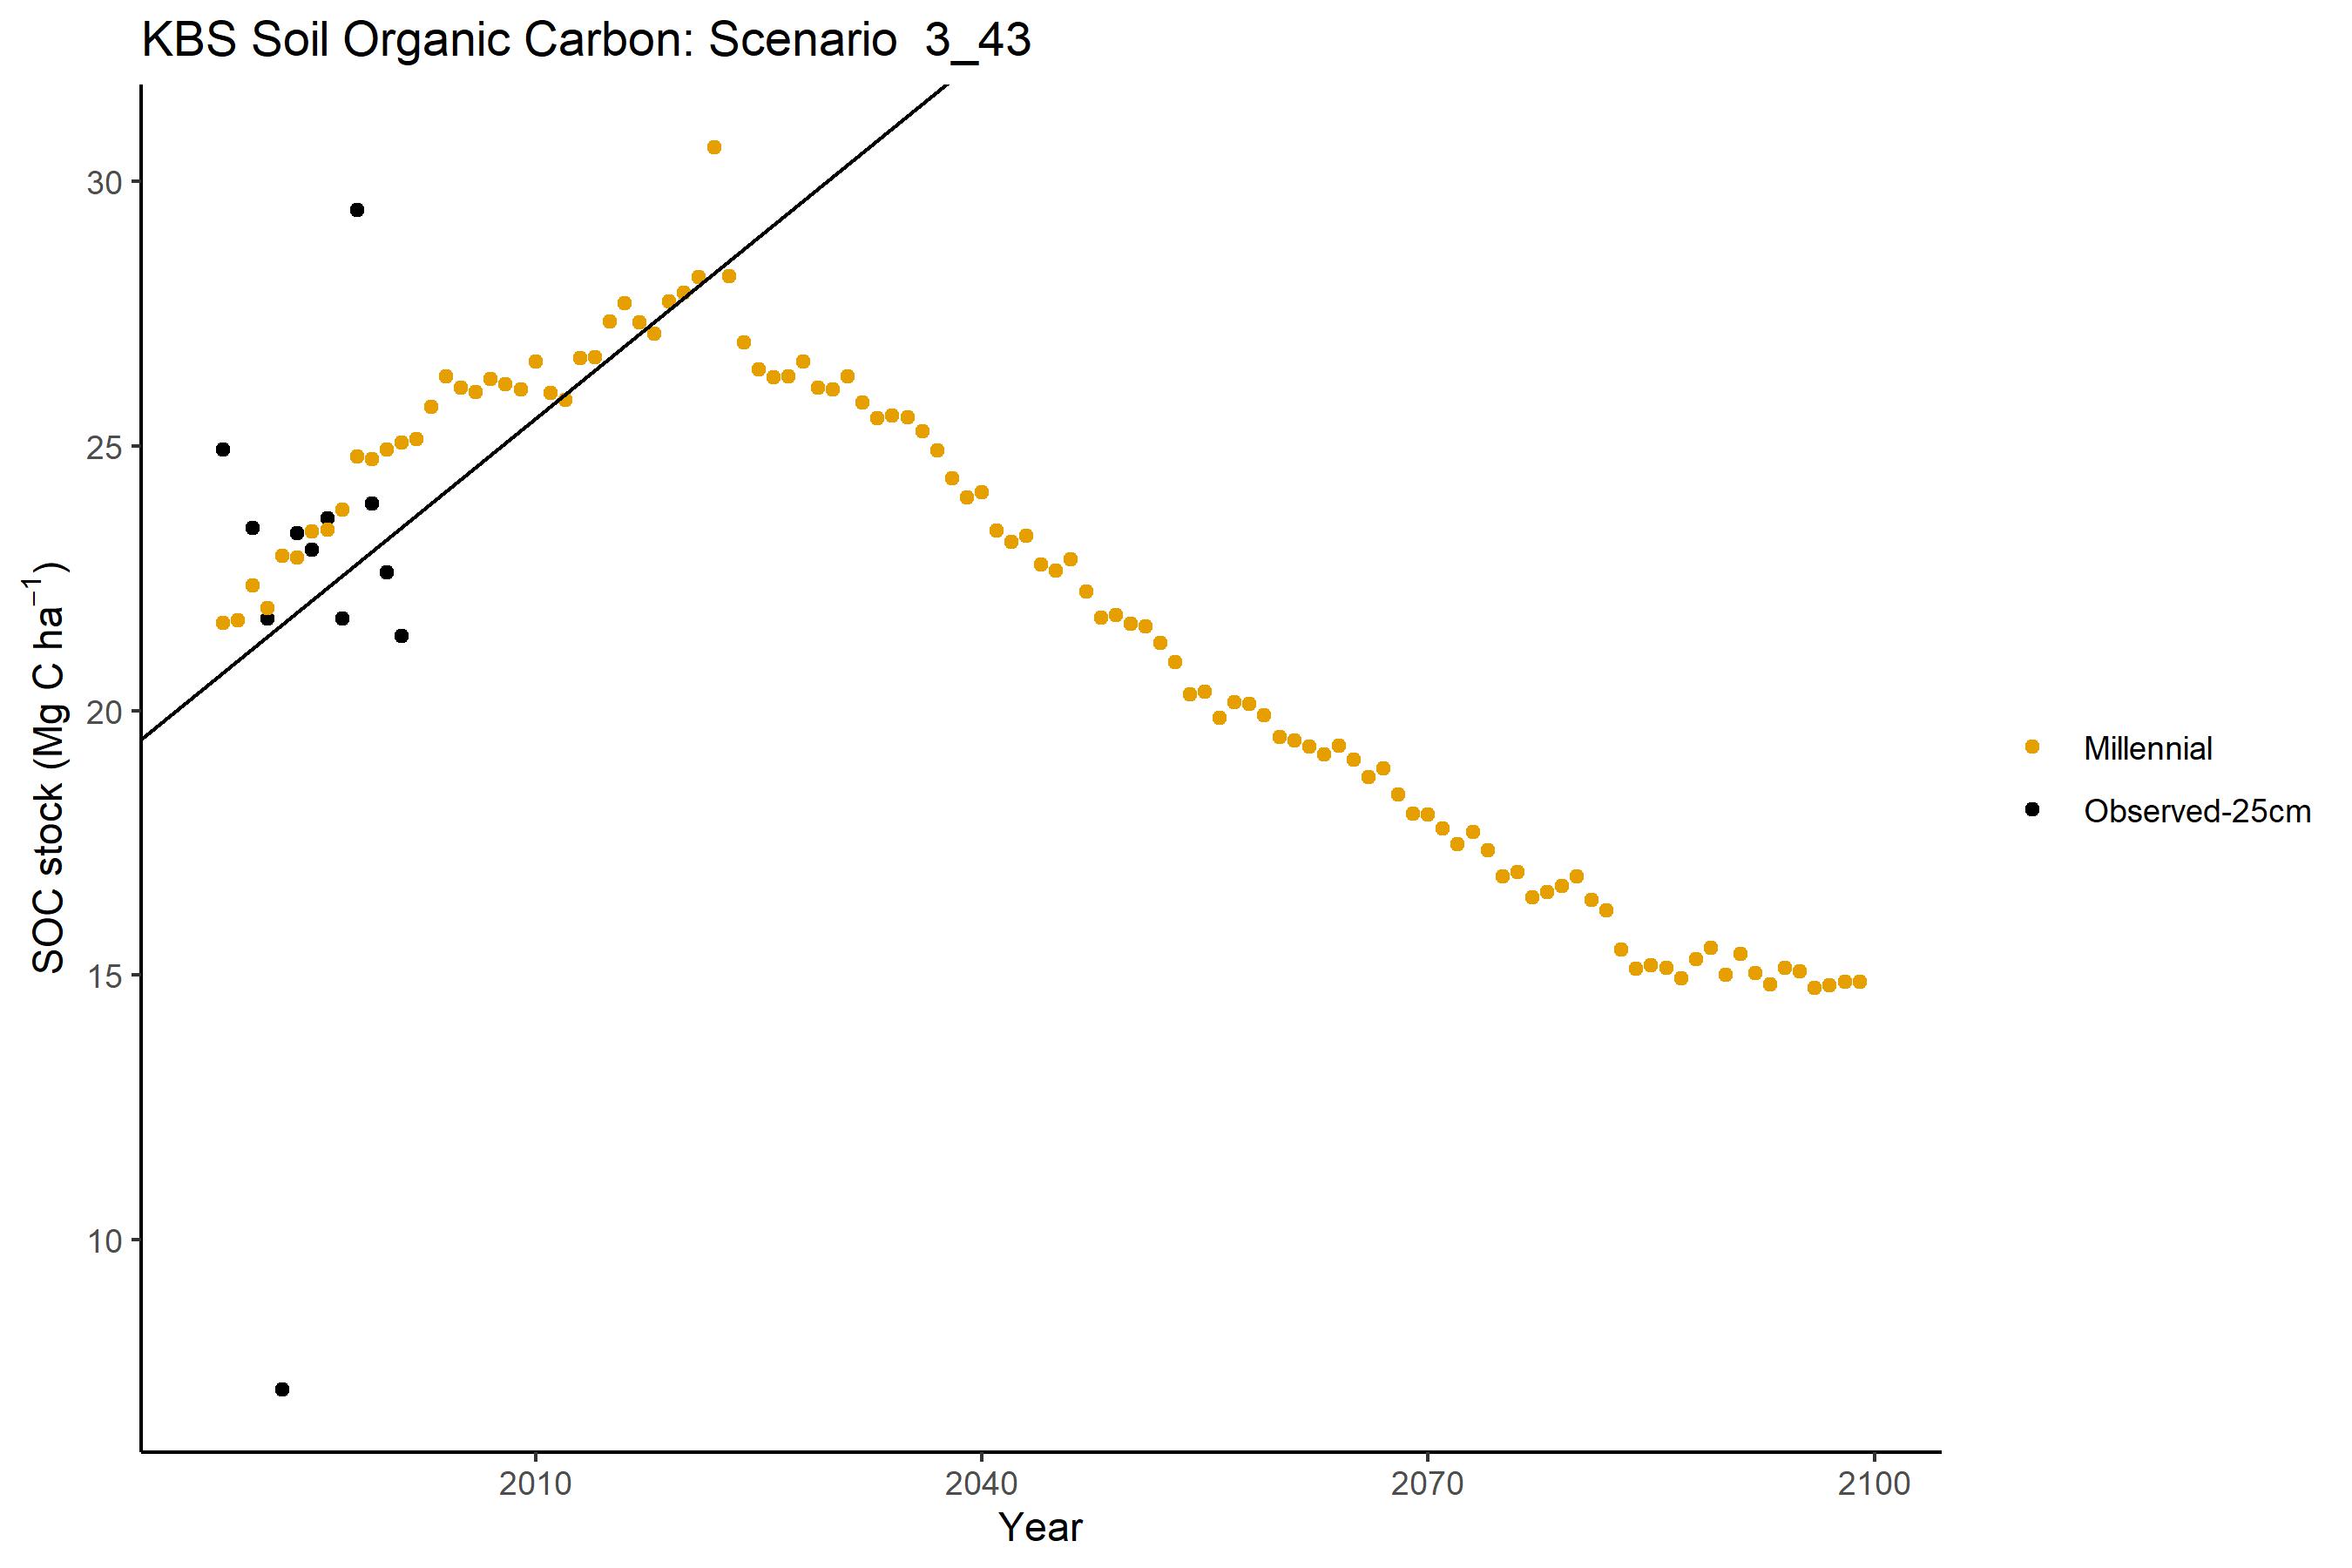 KBS Soil Organic Carbon: Scenario  3_43
SOC stock (Mg C ha⁻¹)
30
25
20
15
10
2010
2040
2070
2100
Year
Millennial
Observed-25cm